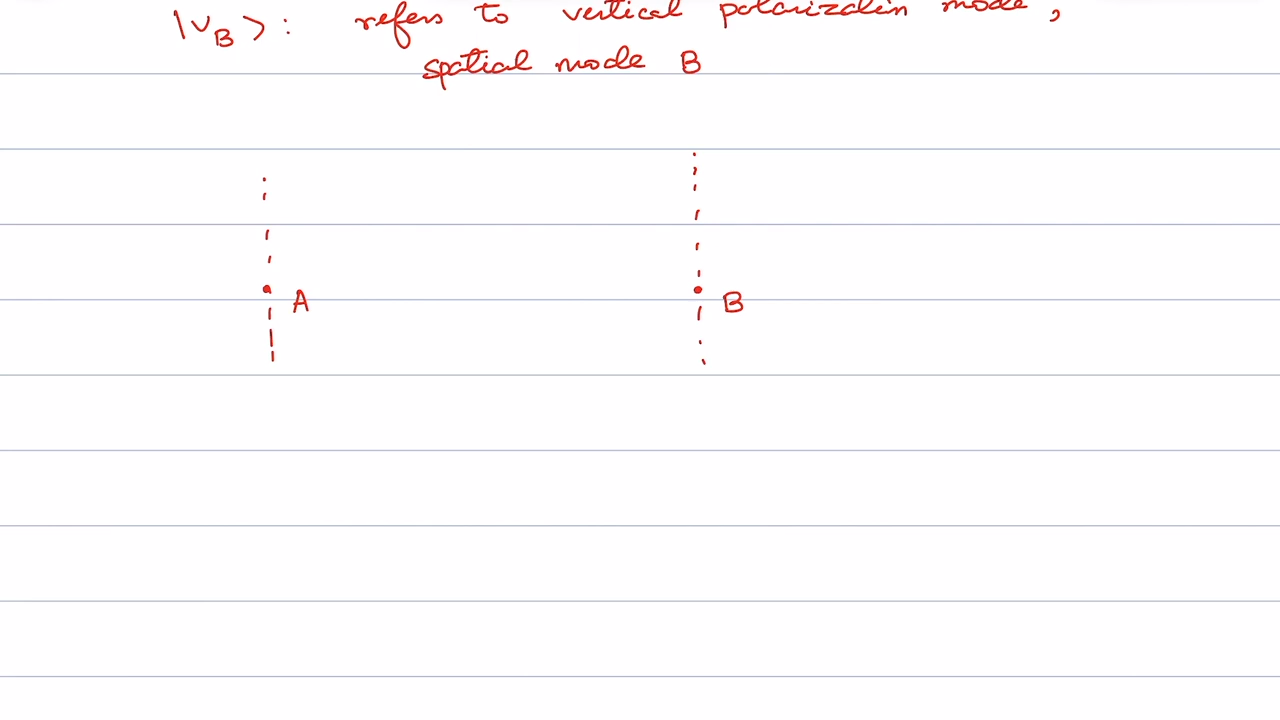 |v_B⟩ : refers to vertical polarization mode,
spatial mode B
A B